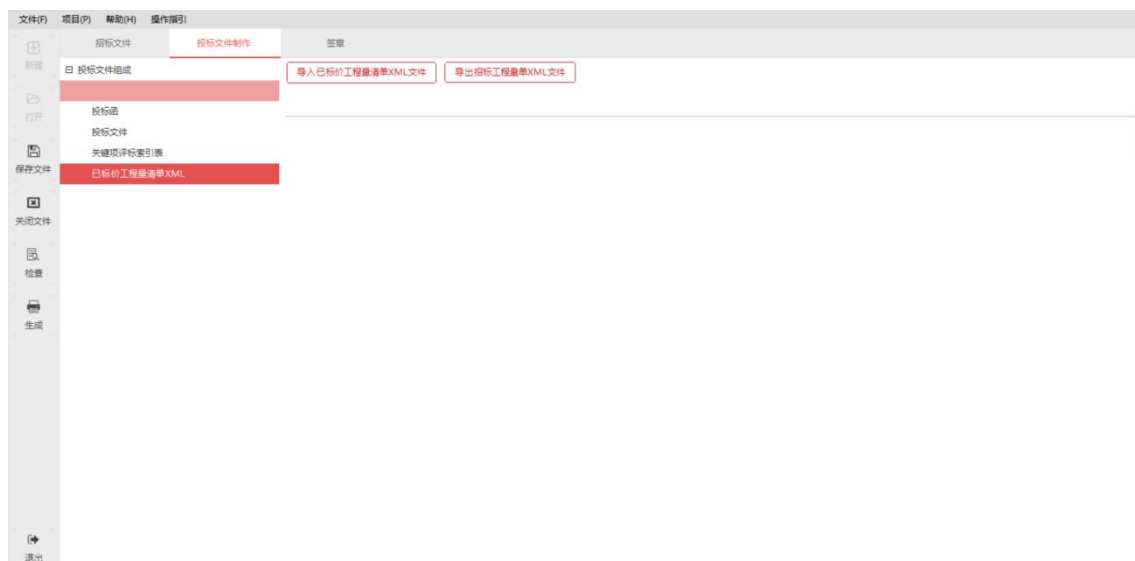 文件(F) 项目(P) 帮助(H) 操作指引
招标文件 投标文件制作 签章
新建
打开
保存文件
关闭文件
检查
生成
退出
日 投标文件组成
投标函
投标文件
关键项评标索引表
已标价工程量清单XML
导入已标价工程量清单XML文件 导出招标工程量单XML文件